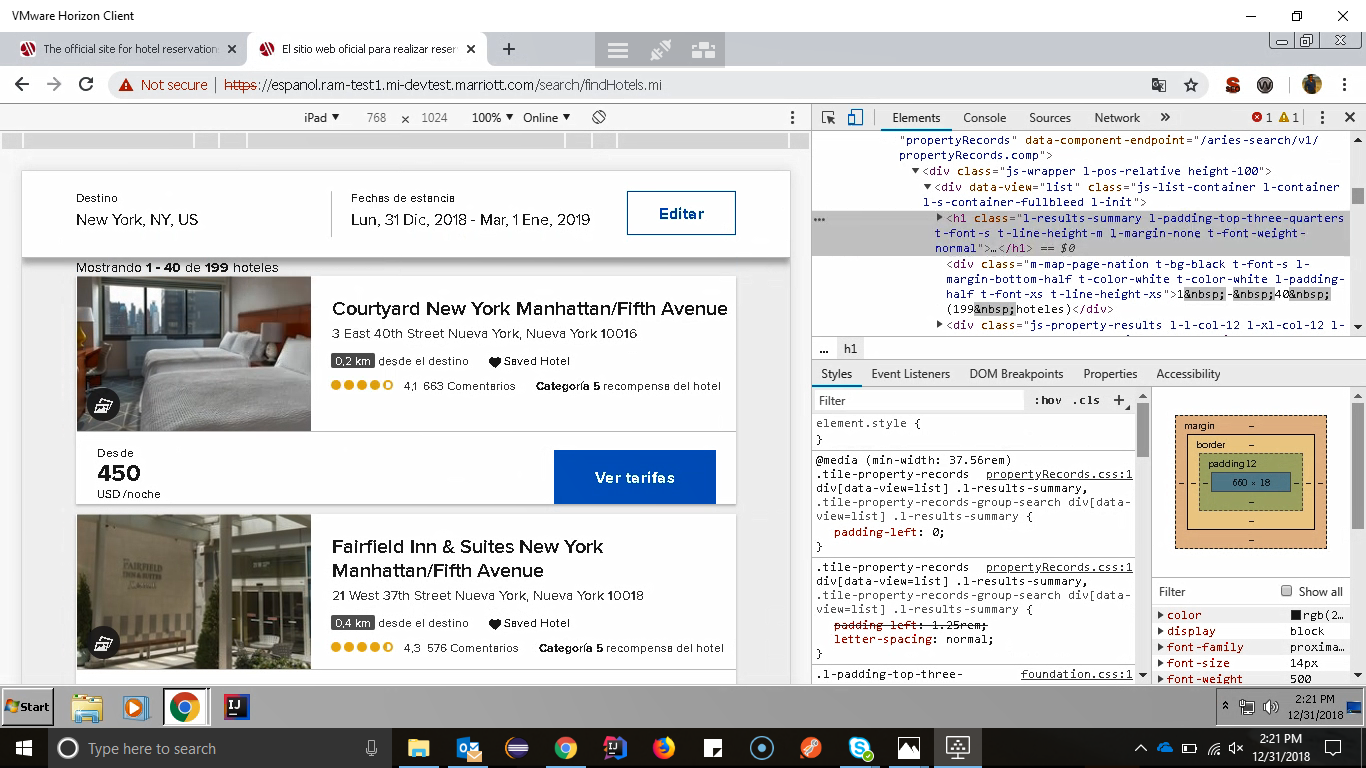 VMware Horizon Client
The official site for hotel reservation
El sitio web oficial para realizar reser
Not secure
https://espanol.ram-test1.mi-devtest.marriott.com/search/findHotels.mi
iPad ▼ 768 × 1024 100% ▼ Online ▼
Destino
New York, NY, US
Fechas de estancia
Lun, 31 Dic, 2018 - Mar, 1 Ene, 2019
Editar
Mostrando 1 - 40 de 199 hoteles
Courtyard New York Manhattan/Fifth Avenue
3 East 40th Street Nueva York, Nueva York 10016
0,2 km desde el destino Saved Hotel
4,1 663 Comentarios Categoría 5 recompensa del hotel
Desde
450
USD /noche
Ver tarifas
Fairfield Inn & Suites New York
Manhattan/Fifth Avenue
21 West 37th Street Nueva York, Nueva York 10018
0,4 km desde el destino Saved Hotel
4,3 576 Comentarios Categoría 5 recompensa del hotel
Elements Console Sources Network » 1 1
"propertyRecords" data-component-endpoint="/aries-search/v1/
propertyRecords.comp">
▼<div class="js-wrapper l-pos-relative height-100">
▼<div data-view="list" class="js-list-container l-container
l-s-container-fullbleed l-init">
… ▶<h1 class="l-results-summary l-padding-top-three-quarters
t-font-s t-line-height-m l-margin-none t-font-weight-
normal">…</h1> == $0
<div class="m-map-page-nation t-bg-black t-font-s l-
margin-bottom-half t-color-white t-color-white l-padding-
half t-font-xs t-line-height-xs">1&nbsp;-&nbsp;40&nbsp;
(199&nbsp;hoteles)</div>
▶<div class="js-property-results l-l-col-12 l-xl-col-12 l-
... h1
Styles Event Listeners DOM Breakpoints Properties Accessibility
Filter :hov .cls +
element.style {
}
@media (min-width: 37.56rem)
.tile-property-records propertyRecords.css:1
div[data-view=list] .l-results-summary,
.tile-property-records-group-search div[data-
view=list] .l-results-summary {
padding-left: 0;
}
.tile-property-records propertyRecords.css:1
div[data-view=list] .l-results-summary,
.tile-property-records-group-search div[data-
view=list] .l-results-summary {
padding-left: 1.25rem;
letter-spacing: normal;
}
.l-padding-top-three- foundation.css:1
margin –
border –
padding 12
660 × 18
Filter Show all
▶ color rgb(2…
▶ display block
▶ font-family proxima…
▶ font-size 14px
▶ font-weight 500
Start
2:21 PM
12/31/2018
Type here to search
2:21 PM
12/31/2018